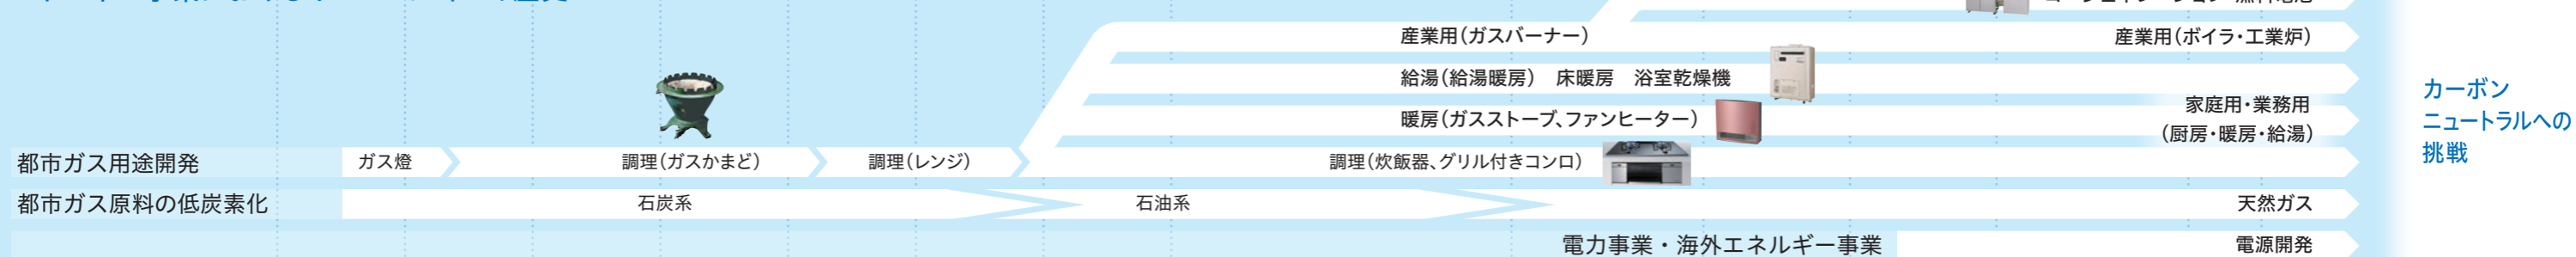 産業用(ガスバーナー)
産業用(ボイラ・工業炉)
給湯(給湯暖房) 床暖房 浴室乾燥機
暖房(ガスストーブ、ファンヒーター)
家庭用・業務用
(厨房・暖房・給湯)
都市ガス用途開発
ガス燈
調理(ガスかまど)
調理(レンジ)
調理(炊飯器、グリル付きコンロ)
都市ガス原料の低炭素化
石炭系
石油系
天然ガス
電力事業・海外エネルギー事業
電源開発
カーボン
ニュートラルへの
挑戦